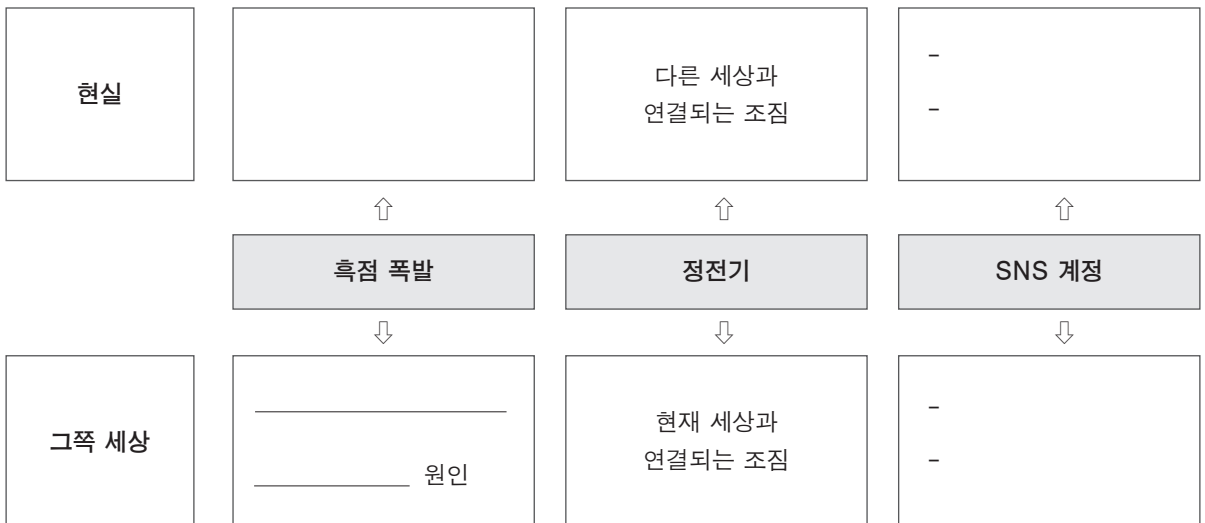 현실
다른 세상과
연결되는 조짐
–
–
흑점 폭발
정전기
SNS 계정
그쪽 세상
원인
현재 세상과
연결되는 조짐
–
–